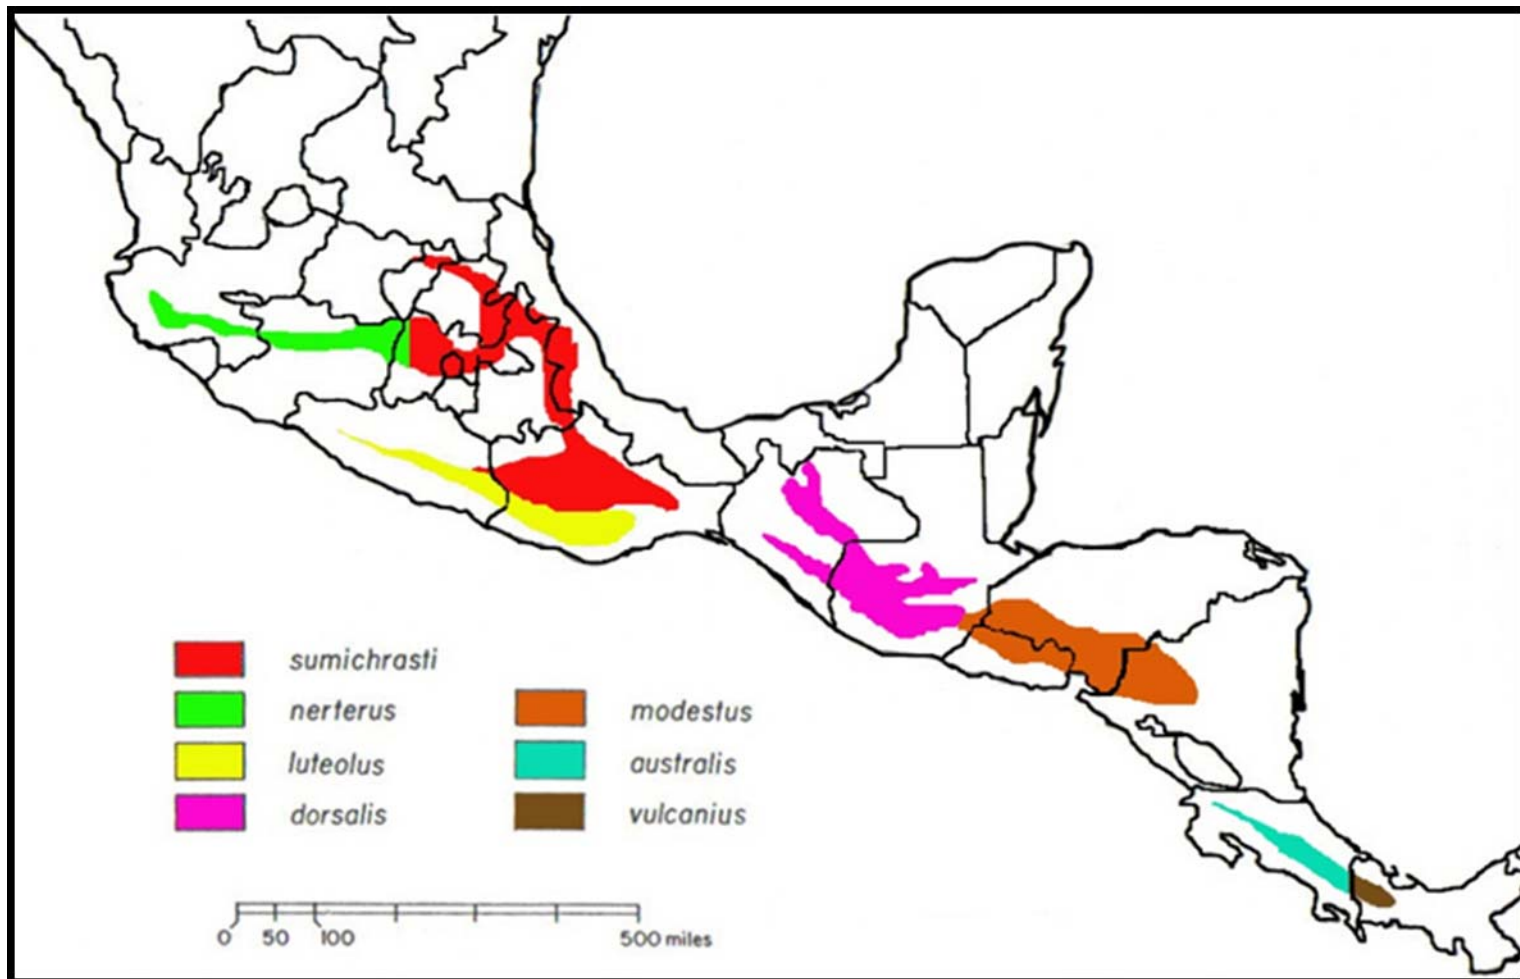 sumichrasti
nerterus
luteolus
dorsalis
modestus
australis
vulcanius
0 50 100 500 miles